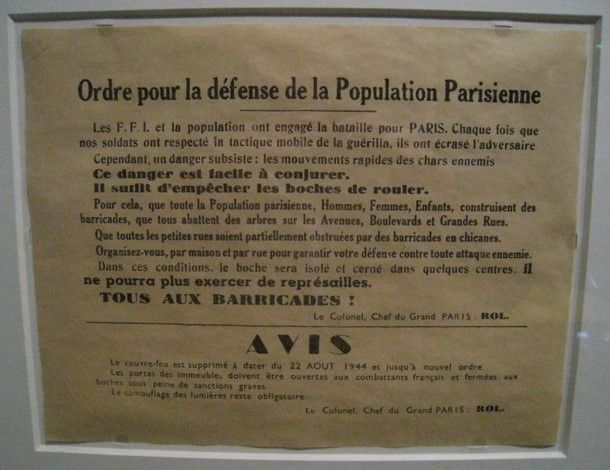 Ordre pour la défense de la Population Parisienne
Les F. F. I. et la population ont engagé la bataille pour PARIS. Chaque fois que
nos soldats ont respecté la tactique mobile de la guérilla, ils ont écrasé l'adversaire
Cependant, un danger subsiste : les mouvements rapides des chars ennemis
Ce danger est facile à conjurer.
Il suffit d'empêcher les boches de rouler.
Pour cela, que toute la Population parisienne, Hommes, Femmes, Enfants, construisent des
barricades, que tous abattent des arbres sur les Avenues, Boulevards et Grandes Rues.
Que toutes les petites rues soient partiellement obstruées par des barricades en chicanes.
Organisez-vous, par maison et par rue pour garantir votre défense contre toute attaque ennemie.
Dans ces conditions, le boche sera isolé et cerné dans quelques centres. Il
ne pourra plus exercer de représailles.
TOUS AUX BARRICADES !
Le Colonel, Chef du Grand PARIS : ROL.
AVIS
Le couvre-feu est supprimé à dater du 22 AOUT 1944 et jusqu'à nouvel ordre
Les portes des immeubles doivent être ouvertes aux combattants français et fermées aux
boches sous peine de sanctions graves.
Le camouflage des lumières reste obligatoire
Le Colonel, Chef du Grand PARIS : ROL.